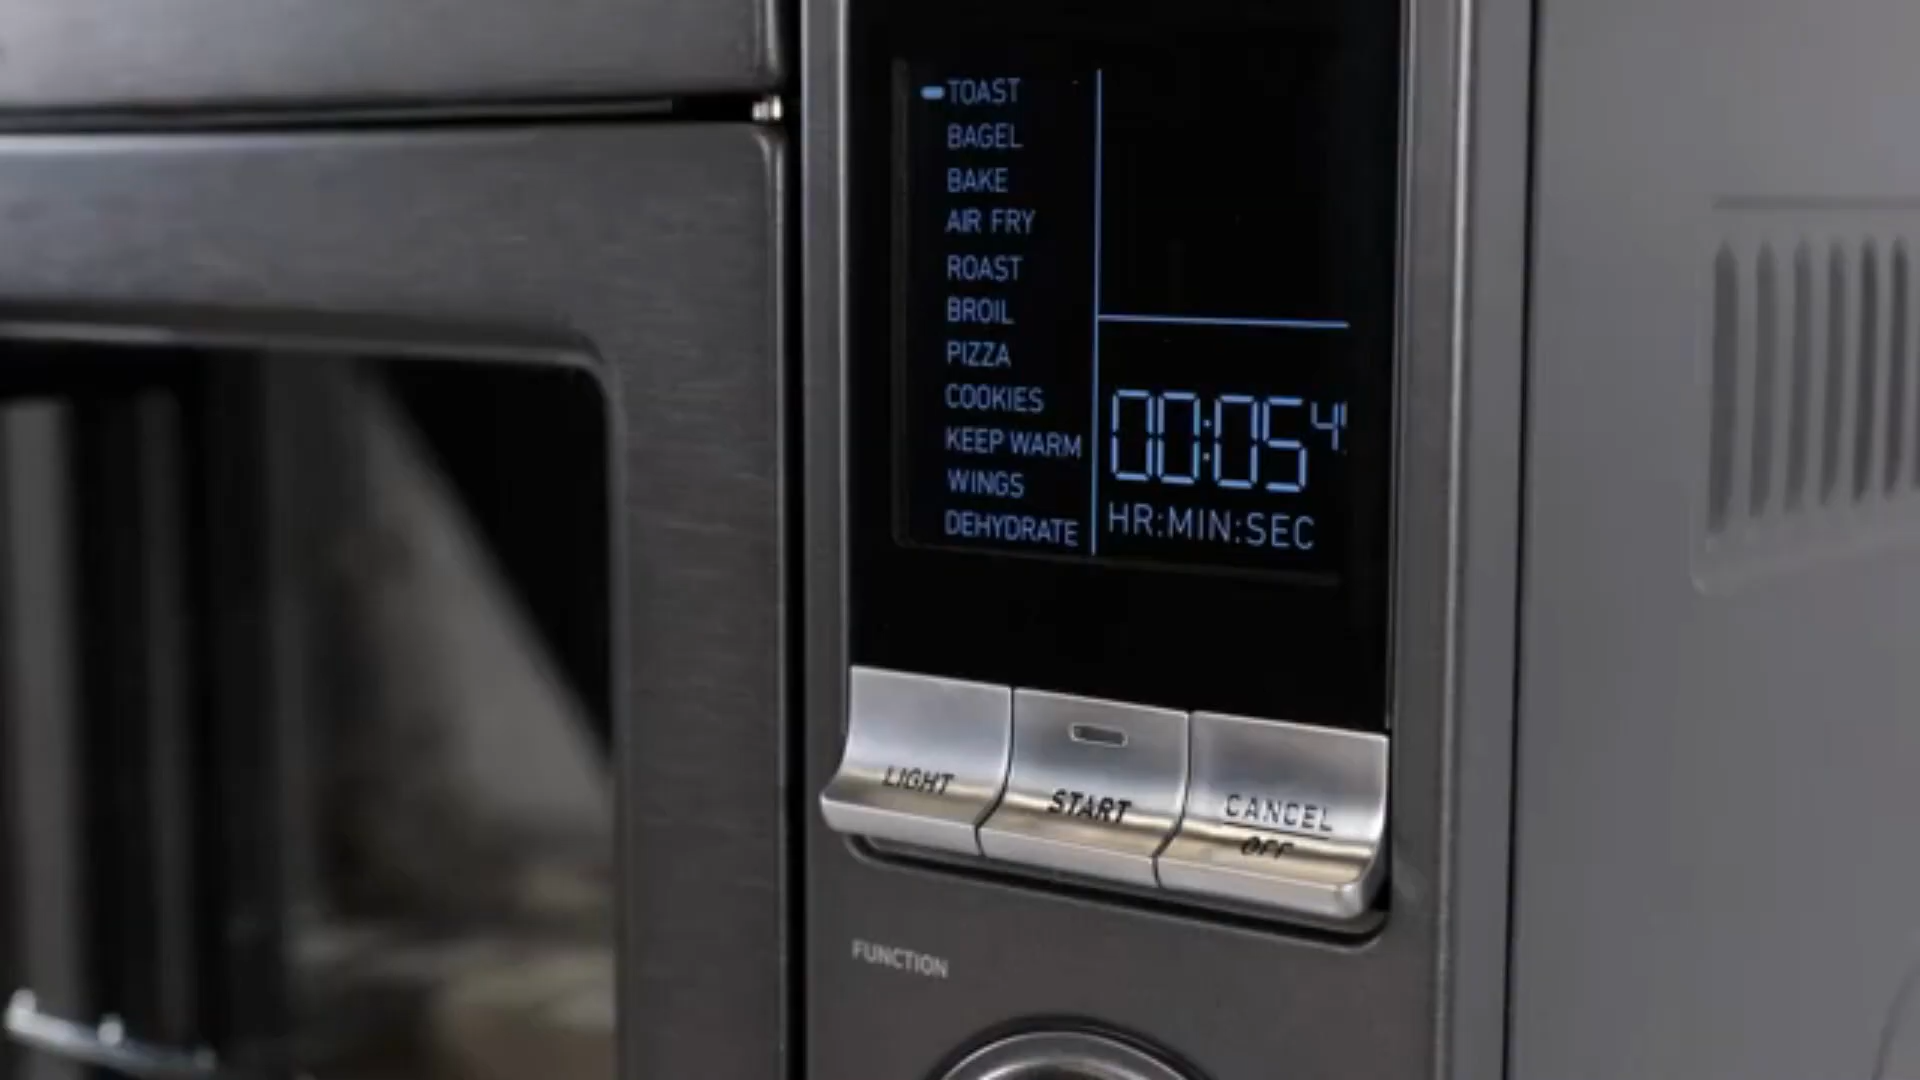 TOAST
BAGEL
BAKE
AIR FRY
ROAST
BROIL
PIZZA
COOKIES
KEEP WARM
WINGS
DEHYDRATE
00:05
HR:MIN:SEC
LIGHT
START
CANCEL
OFF
FUNCTION